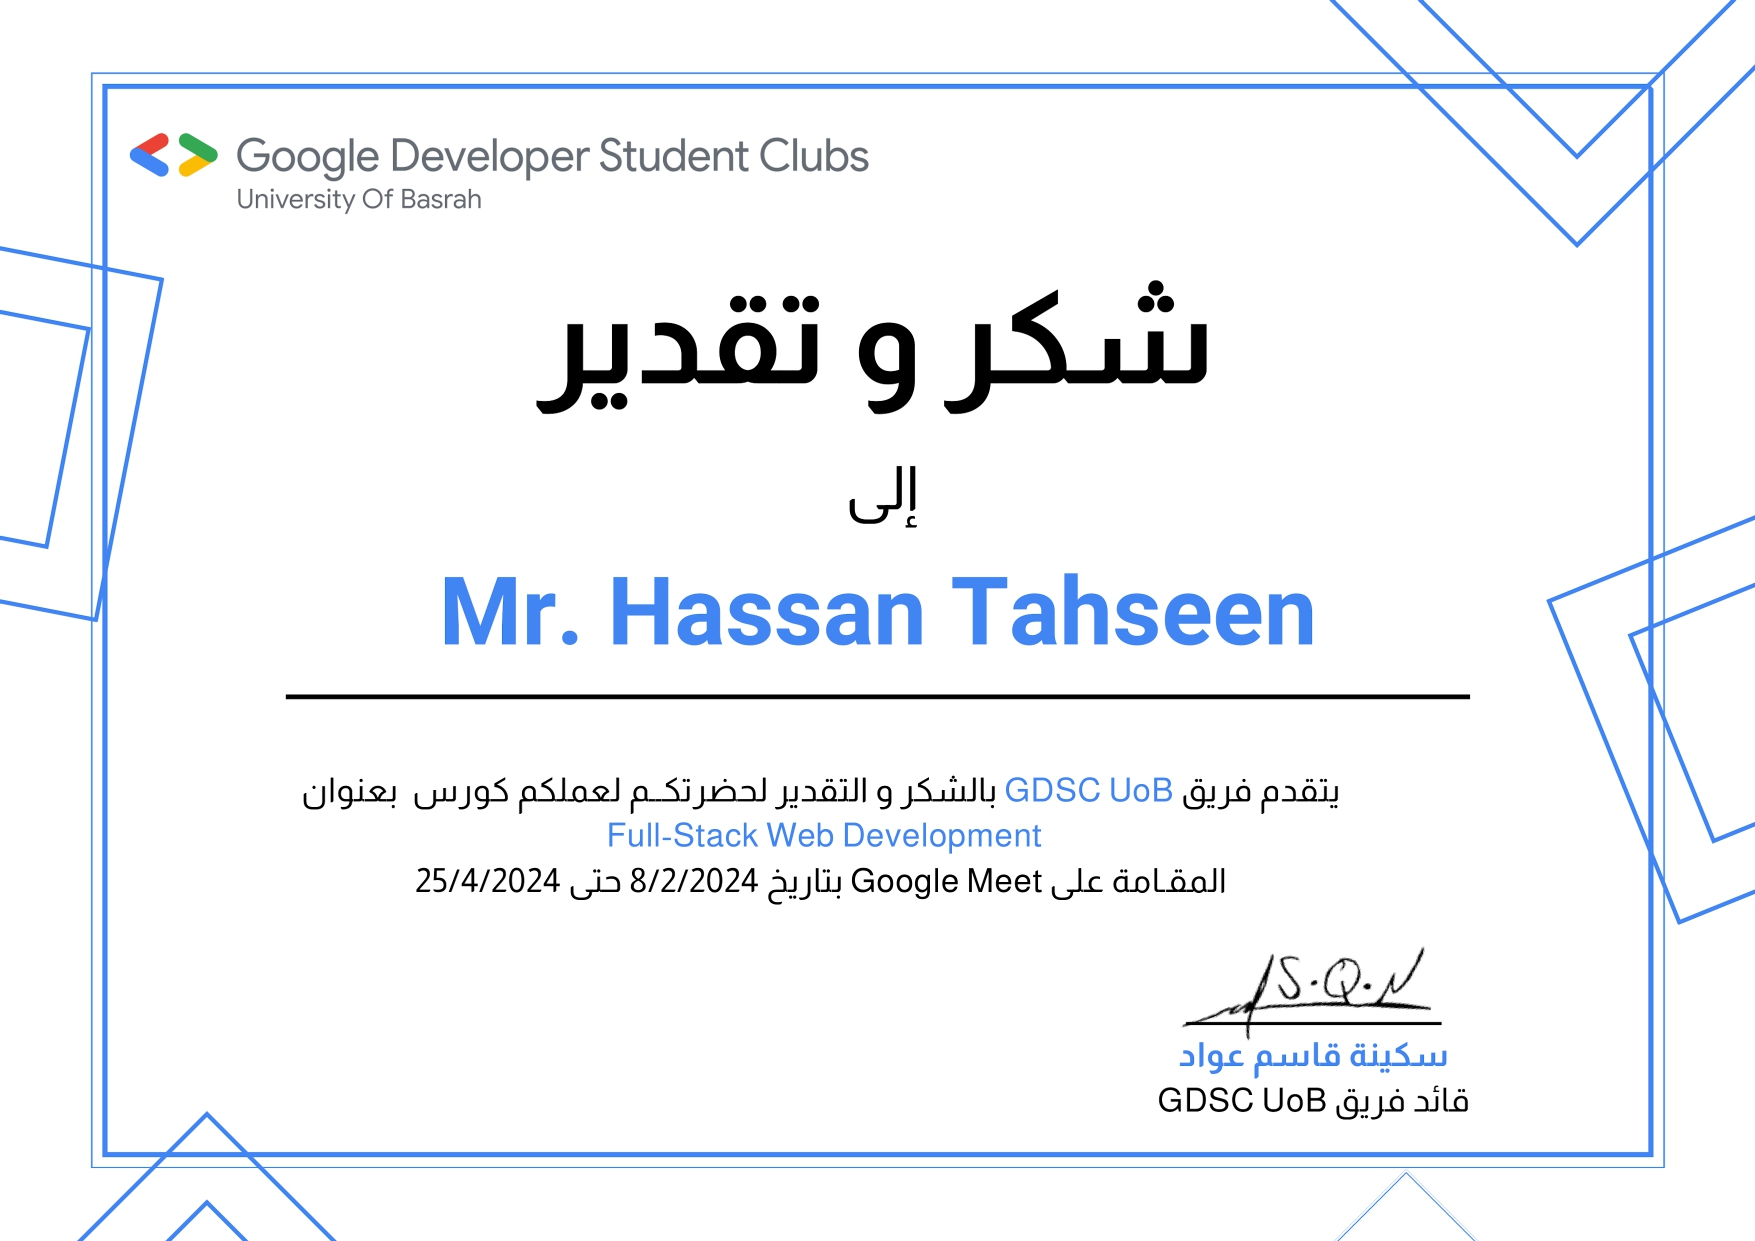 Google Developer Student Clubs
University Of Basrah
شكر و تقدير
إلى
Mr. Hassan Tahseen
يتقدم فريق GDSC UoB بالشكر و التقدير لحضرتكـم لعملكم كورس بعنوان
Full-Stack Web Development
المقامة على Google Meet بتاريخ 8/2/2024 حتى 25/4/2024
S.Q.N
سكينة قاسم عواد
قائد فريق GDSC UoB